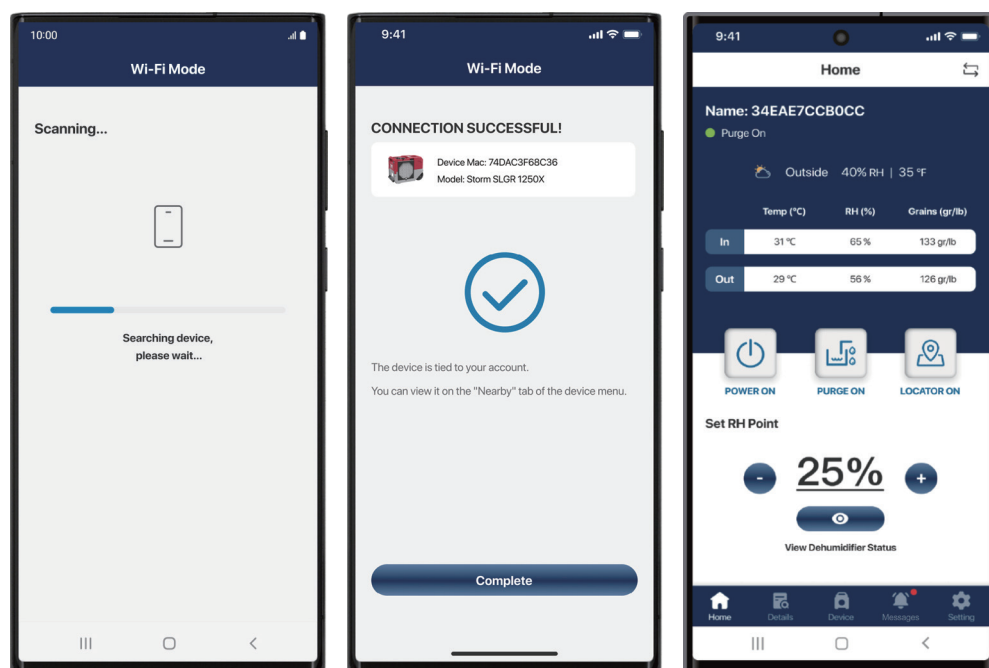 10:00
Wi-Fi Mode
Scanning...
Searching device,
please wait...
9:41
Wi-Fi Mode
CONNECTION SUCCESSFUL!
Device Mac: 74DAC3F68C36
Model: Storm SLGR 1250X
The device is tied to your account.
You can view it on the "Nearby" tab of the device menu.
Complete
9:41
Home
Name: 34EAE7CCB0CC
Purge On
Outside 40% RH | 35 °F
Temp (°C) RH (%) Grains (gr/lb)
In 31 °C 65 % 133 gr/lb
Out 29 °C 56 % 126 gr/lb
POWER ON PURGE ON LOCATOR ON
Set RH Point
- 25% +
View Dehumidifier Status
Home Details Device Messages Setting